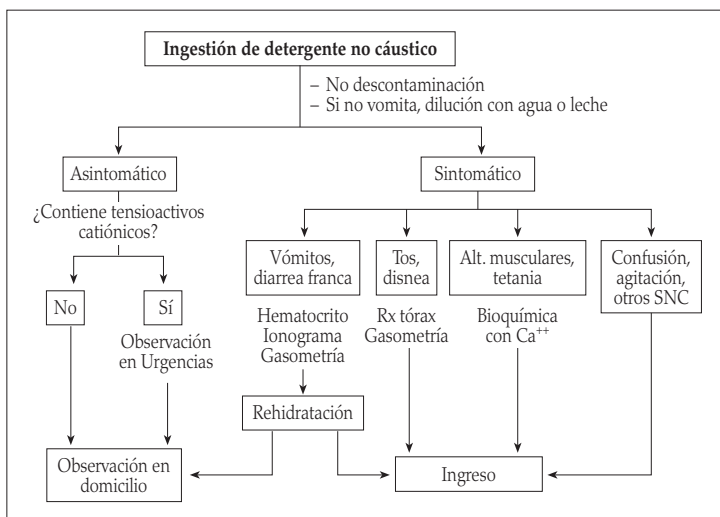 Ingestión de detergente no cáustico
– No descontaminación
– Si no vomita, dilución con agua o leche
Asintomático
Sintomático
¿Contiene tensioactivos
catiónicos?
No
Sí
Observación
en Urgencias
Vómitos,
diarrea franca
Hematocrito
Ionograma
Gasometría
Rehidratación
Tos,
disnea
Rx tórax
Gasometría
Alt. musculares,
tetania
Bioquímica
con Ca⁺⁺
Confusión,
agitación,
otros SNC
Observación en
domicilio
Ingreso